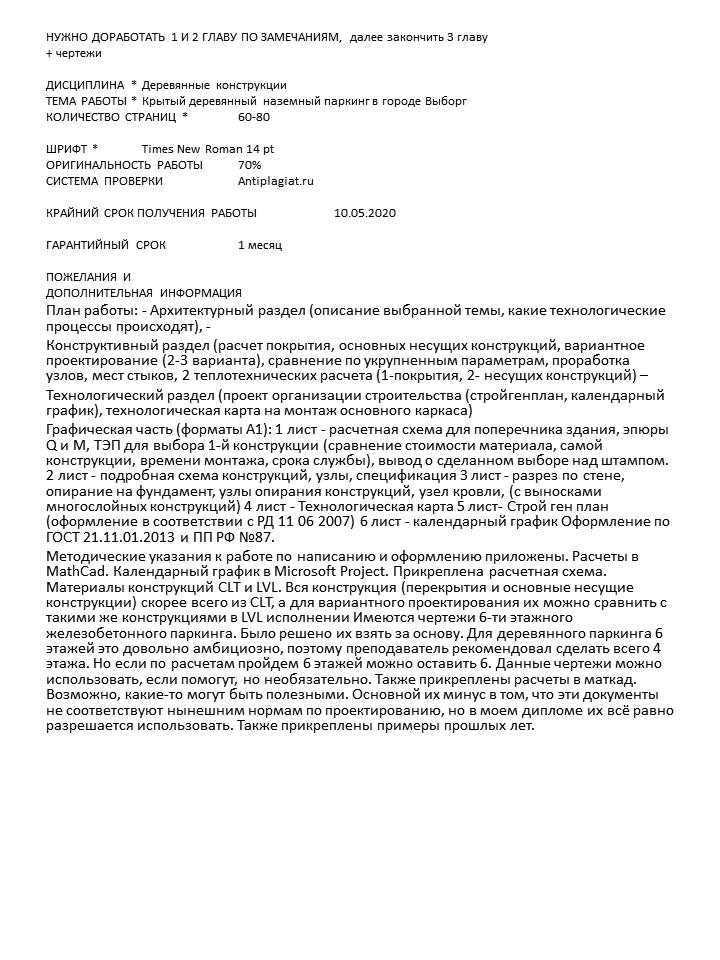 НУЖНО ДОРАБОТАТЬ 1 И 2 ГЛАВУ ПО ЗАМЕЧАНИЯМ, далее закончить 3 главу
+ чертежи
ДИСЦИПЛИНА * Деревянные конструкции
ТЕМА РАБОТЫ * Крытый деревянный наземный паркинг в городе Выборг
КОЛИЧЕСТВО СТРАНИЦ * 60-80
ШРИФТ * Times New Roman 14 pt
ОРИГИНАЛЬНОСТЬ РАБОТЫ 70%
СИСТЕМА ПРОВЕРКИ Antiplagiat.ru
КРАЙНИЙ СРОК ПОЛУЧЕНИЯ РАБОТЫ 10.05.2020
ГАРАНТИЙНЫЙ СРОК 1 месяц
ПОЖЕЛАНИЯ И
ДОПОЛНИТЕЛЬНАЯ ИНФОРМАЦИЯ
План работы: - Архитектурный раздел (описание выбранной темы, какие технологические
процессы происходят), -
Конструктивный раздел (расчет покрытия, основных несущих конструкций, вариантное
проектирование (2-3 варианта), сравнение по укрупненным параметрам, проработка
узлов, мест стыков, 2 теплотехнических расчета (1-покрытия, 2- несущих конструкций) –
Технологический раздел (проект организации строительства (стройгенплан, календарный
график), технологическая карта на монтаж основного каркаса)
Графическая часть (форматы А1): 1 лист - расчетная схема для поперечника здания, эпюры
Q и M, ТЭП для выбора 1-й конструкции (сравнение стоимости материала, самой
конструкции, времени монтажа, срока службы), вывод о сделанном выборе над штампом.
2 лист - подробная схема конструкций, узлы, спецификация 3 лист - разрез по стене,
опирание на фундамент, узлы опирания конструкций, узел кровли, (с выносками
многослойных конструкций) 4 лист - Технологическая карта 5 лист- Строй ген план
(оформление в соответствии с РД 11 06 2007) 6 лист - календарный график Оформление по
ГОСТ 21.11.01.2013 и ПП РФ №87.
Методические указания к работе по написанию и оформлению приложены. Расчеты в
MathCad. Календарный график в Microsoft Project. Прикреплена расчетная схема.
Материалы конструкций CLT и LVL. Вся конструкция (перекрытия и основные несущие
конструкции) скорее всего из CLT, а для вариантного проектирования их можно сравнить с
такими же конструкциями в LVL исполнении Имеются чертежи 6-ти этажного
железобетонного паркинга. Было решено их взять за основу. Для деревянного паркинга 6
этажей это довольно амбициозно, поэтому преподаватель рекомендовал сделать всего 4
этажа. Но если по расчетам пройдем 6 этажей можно оставить 6. Данные чертежи можно
использовать, если помогут, но необязательно. Также прикреплены расчеты в маткад.
Возможно, какие-то могут быть полезными. Основной их минус в том, что эти документы
не соответствуют нынешним нормам по проектированию, но в моем дипломе их всё равно
разрешается использовать. Также прикреплены примеры прошлых лет.